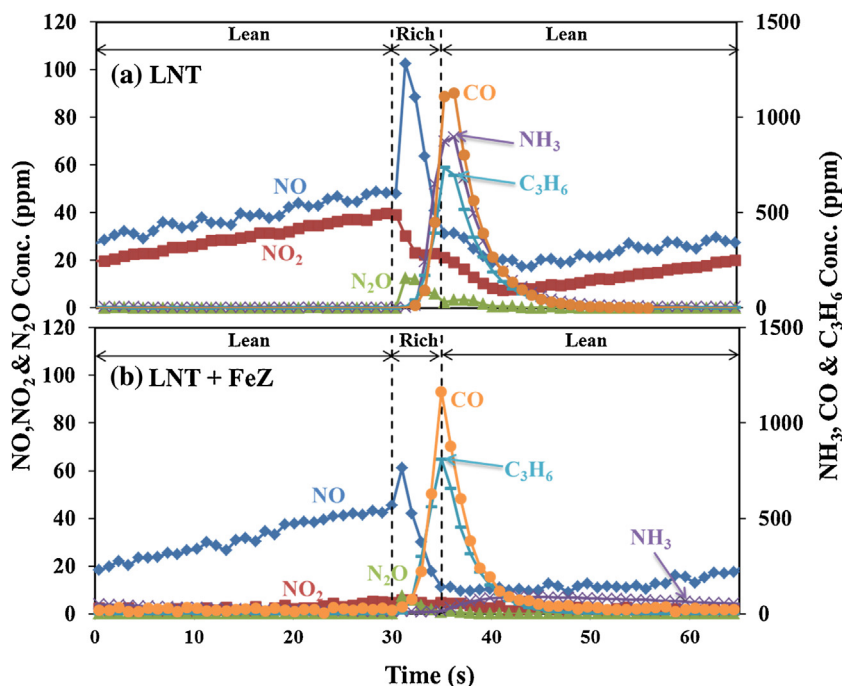 120 1500
Lean Rich Lean
(a) LNT
100
CO
80 1000
NH3
60 C3H6
NO
40 500
NO2
20 N2O
0 0
120 1500
Lean Rich Lean
(b) LNT + FeZ
100
CO
80 1000
60 C3H6
NO
40 500
NH3
20 NO2 N2O
0 0
0 10 20 30 40 50 60
Time (s)
NO,NO2 & N2O Conc. (ppm)
NH3, CO & C3H6 Conc. (ppm)